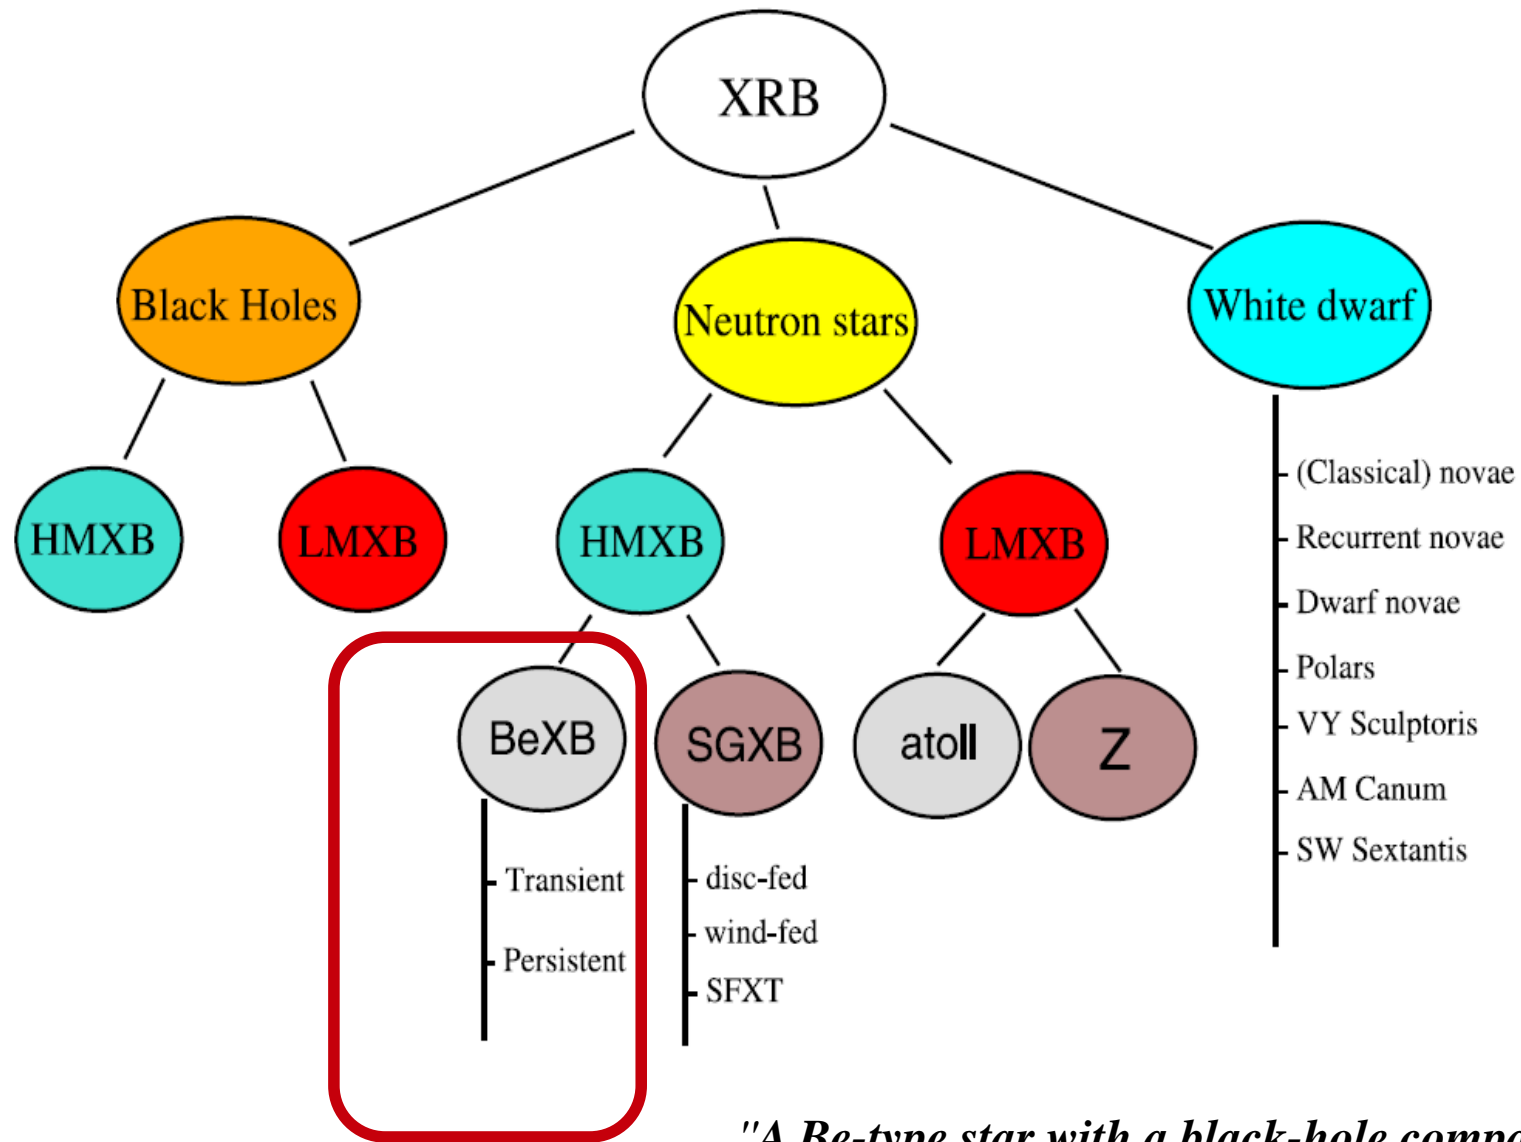 XRB
Black Holes
Neutron stars
White dwarf
HMXB
LMXB
HMXB
LMXB
BeXB
SGXB
atoll
Z
Transient
Persistent
disc-fed
wind-fed
SFXT
(Classical) novae
Recurrent novae
Dwarf novae
Polars
VY Sculptoris
AM Canum
SW Sextantis
"A Be-type star with a black-hole